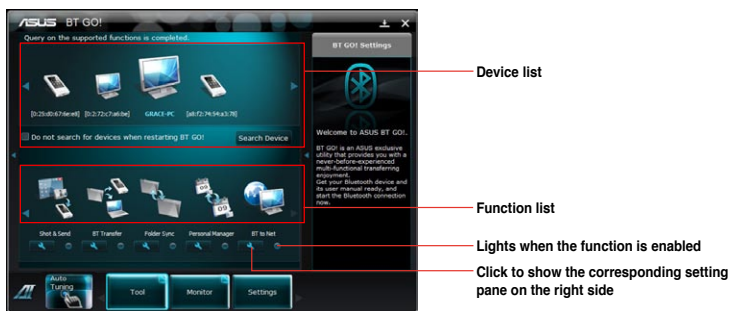 ASUS BT GO!
Query on the supported functions is completed.
BT GO! Settings
[0:25:d0:67:6e:e8] [0:2:72:c7:a6:be] GRACE-PC [a8:f2:74:54:a3:78]
Do not search for devices when restarting BT GO! Search Device
Welcome to ASUS BT GO!.
BT GO! is an ASUS exclusive
utility that provides you with a
never-before-experienced
multi-functional transferring
enjoyment.
Get your Bluetooth device and
its user manual ready, and
start the Bluetooth connection
now.
09
09
Shot & Send BT Transfer Folder Sync Personal Manager BT to Net
Auto
Tuning
Tool Monitor Settings
Device list
Function list
Lights when the function is enabled
Click to show the corresponding setting
pane on the right side